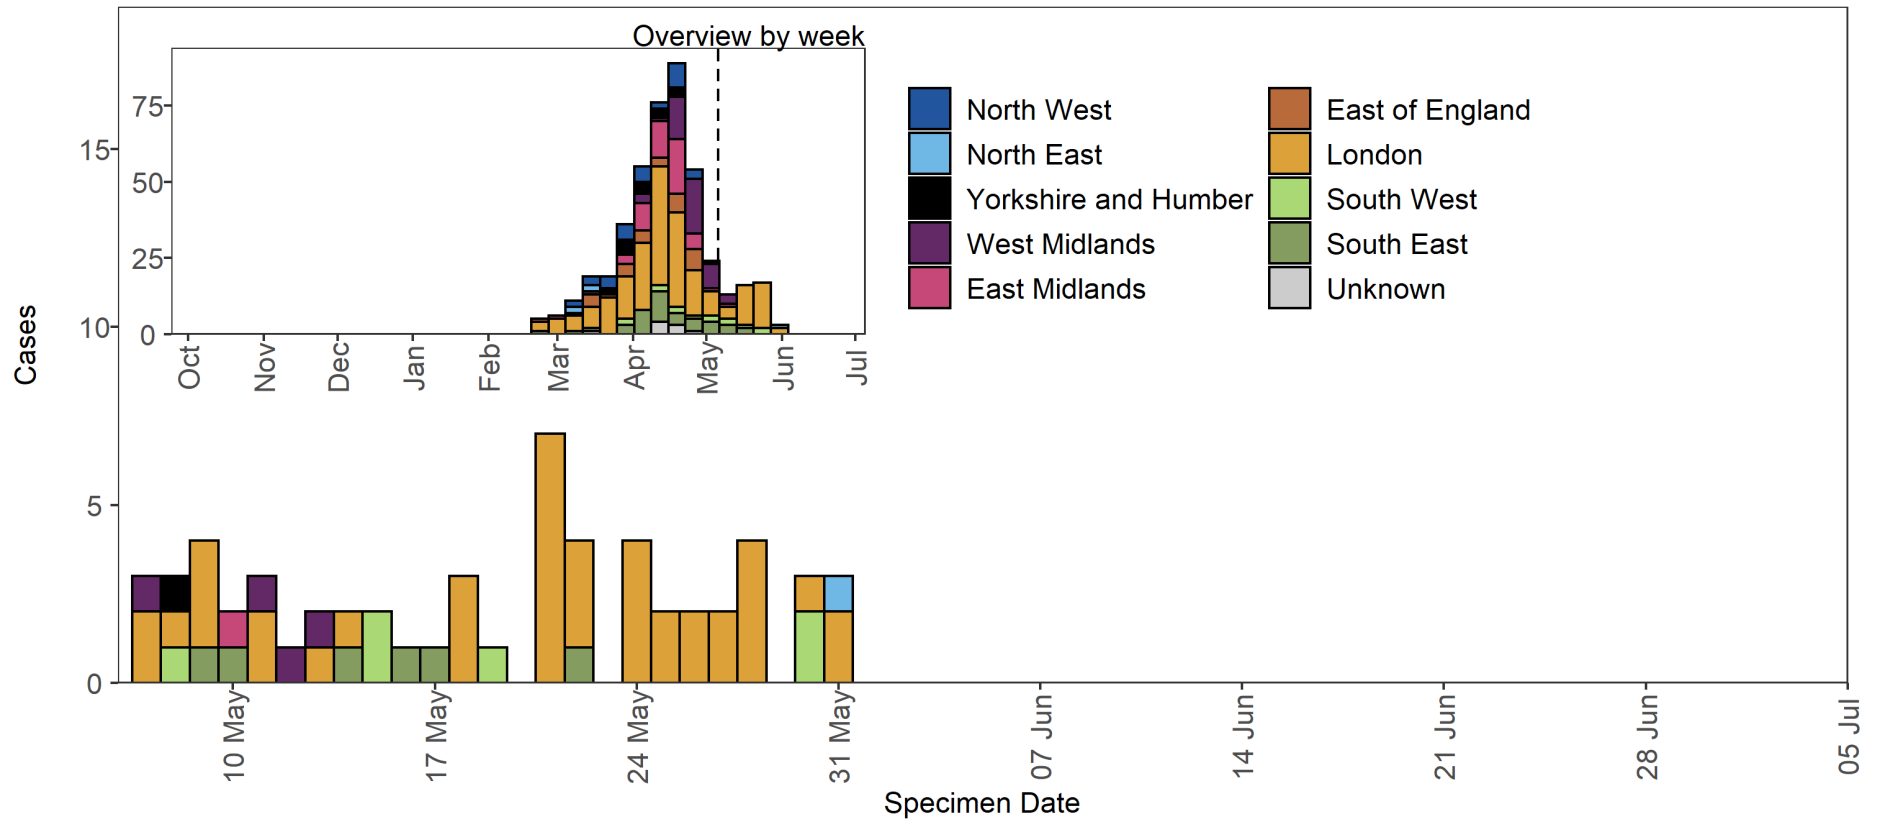 Overview by week
75
50
25
0
Oct
Nov
Dec
Jan
Feb
Mar
Apr
May
Jun
Jul
North West
North East
Yorkshire and Humber
West Midlands
East Midlands
East of England
London
South West
South East
Unknown
Cases
15
10
5
0
10 May
17 May
24 May
31 May
07 Jun
14 Jun
21 Jun
28 Jun
05 Jul
Specimen Date